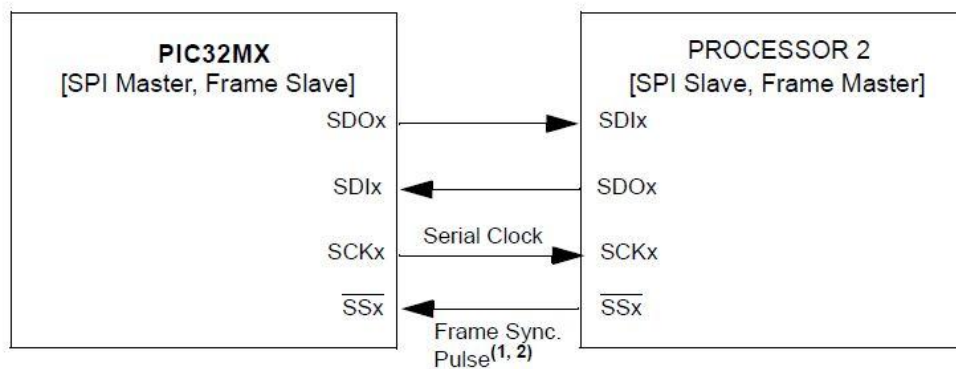 PIC32MX
[SPI Master, Frame Slave]
SDOx
SDIx
SCKx
SSx
Serial Clock
Frame Sync.
Pulse(1, 2)
PROCESSOR 2
[SPI Slave, Frame Master]
SDIx
SDOx
SCKx
SSx